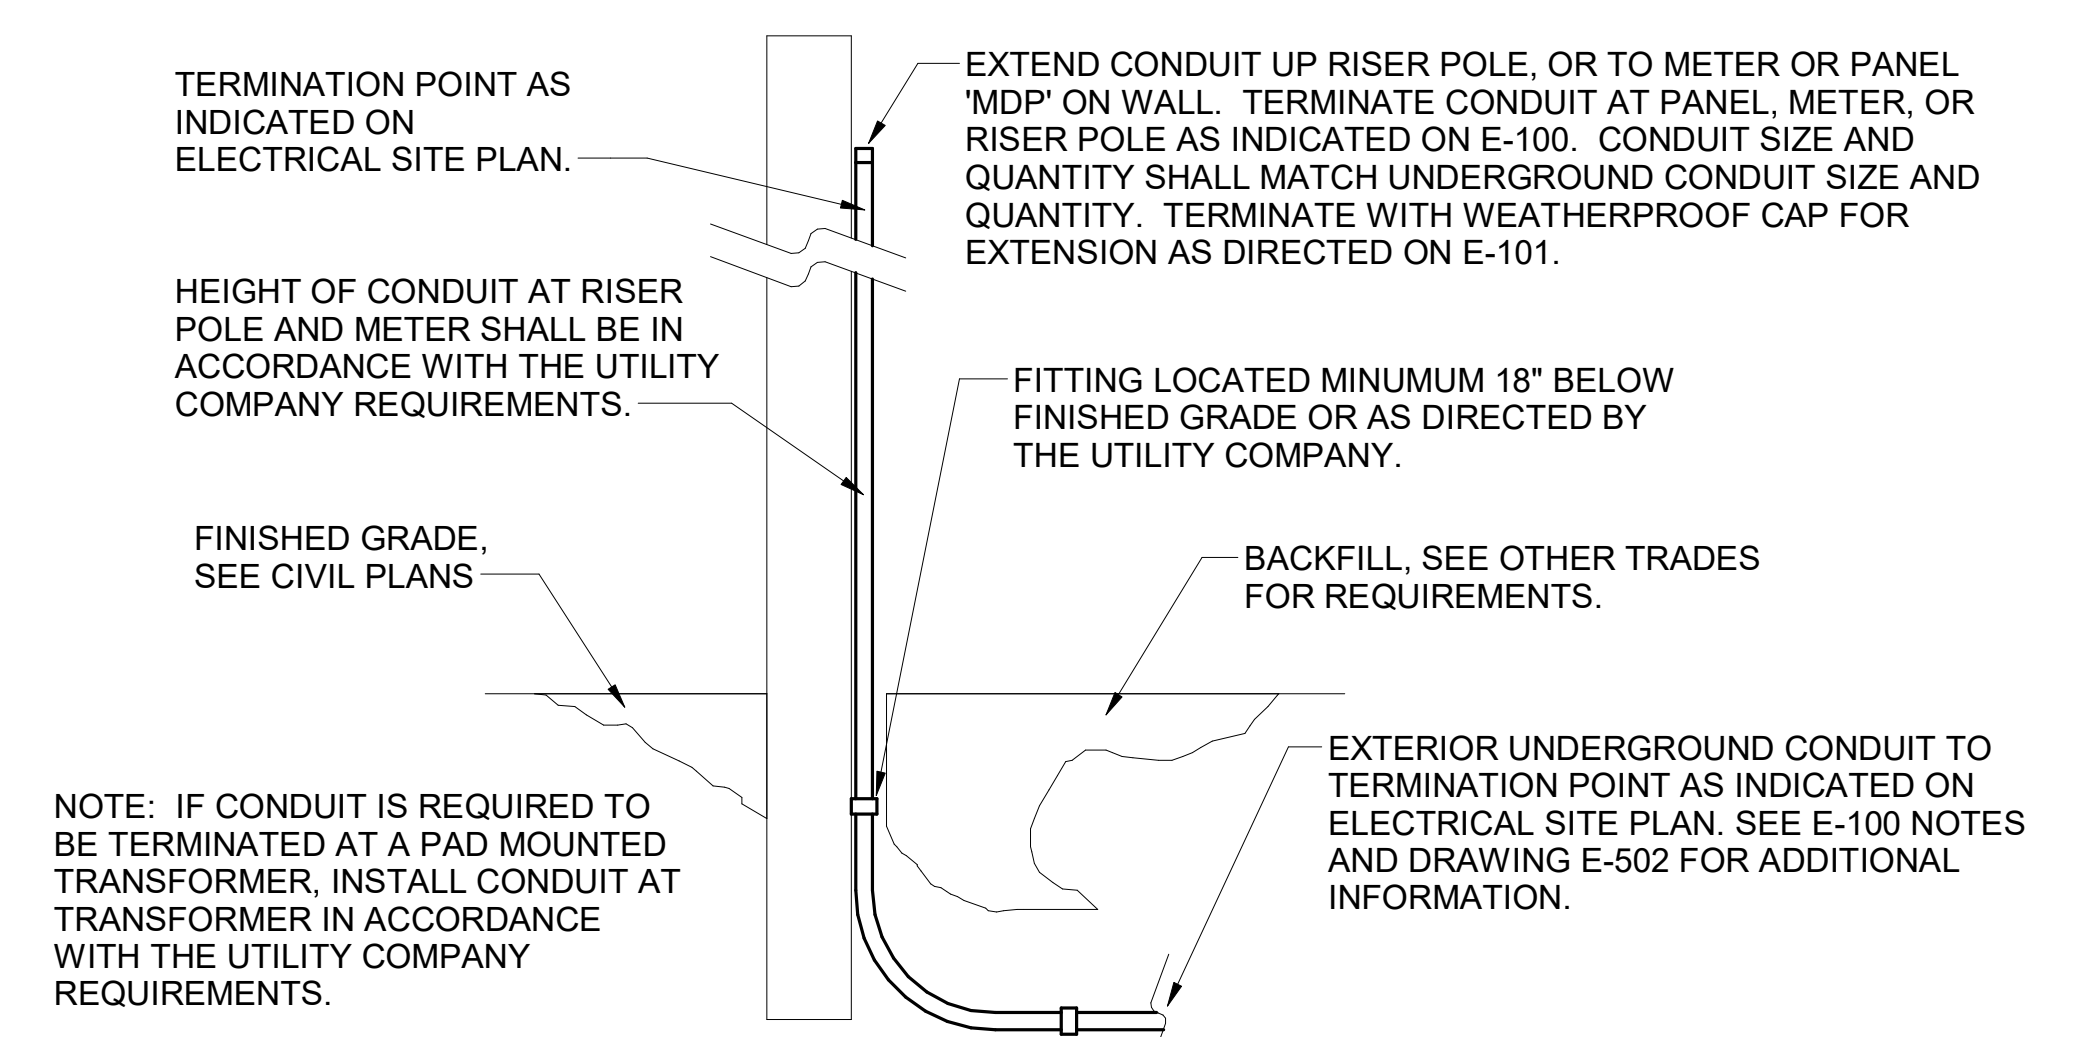 TERMINATION POINT AS
INDICATED ON
ELECTRICAL SITE PLAN.
EXTEND CONDUIT UP RISER POLE, OR TO METER OR PANEL
'MDP' ON WALL.  TERMINATE CONDUIT AT PANEL, METER, OR
RISER POLE AS INDICATED ON E-100.  CONDUIT SIZE AND
QUANTITY SHALL MATCH UNDERGROUND CONDUIT SIZE AND
QUANTITY.  TERMINATE WITH WEATHERPROOF CAP FOR
EXTENSION AS DIRECTED ON E-101.
HEIGHT OF CONDUIT AT RISER
POLE AND METER SHALL BE IN
ACCORDANCE WITH THE UTILITY
COMPANY REQUIREMENTS.
FITTING LOCATED MINUMUM 18" BELOW
FINISHED GRADE OR AS DIRECTED BY
THE UTILITY COMPANY.
FINISHED GRADE,
SEE CIVIL PLANS
BACKFILL, SEE OTHER TRADES
FOR REQUIREMENTS.
EXTERIOR UNDERGROUND CONDUIT TO
TERMINATION POINT AS INDICATED ON
ELECTRICAL SITE PLAN. SEE E-100 NOTES
AND DRAWING E-502 FOR ADDITIONAL
INFORMATION.
NOTE:  IF CONDUIT IS REQUIRED TO
BE TERMINATED AT A PAD MOUNTED
TRANSFORMER, INSTALL CONDUIT AT
TRANSFORMER IN ACCORDANCE
WITH THE UTILITY COMPANY
REQUIREMENTS.